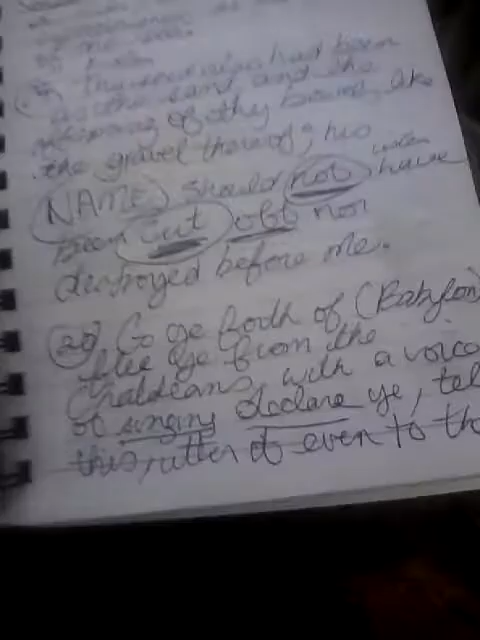 Thy seed also had been
as the sand and the
offspring of thy bowels like
the gravel thereof; his
NAME should not have
been cut off nor
destroyed before me.
(20) Go ye forth of (Babylon)
flee ye from the
Chaldeans, with a voice
of singing declare ye, tel
this, utter it even to th